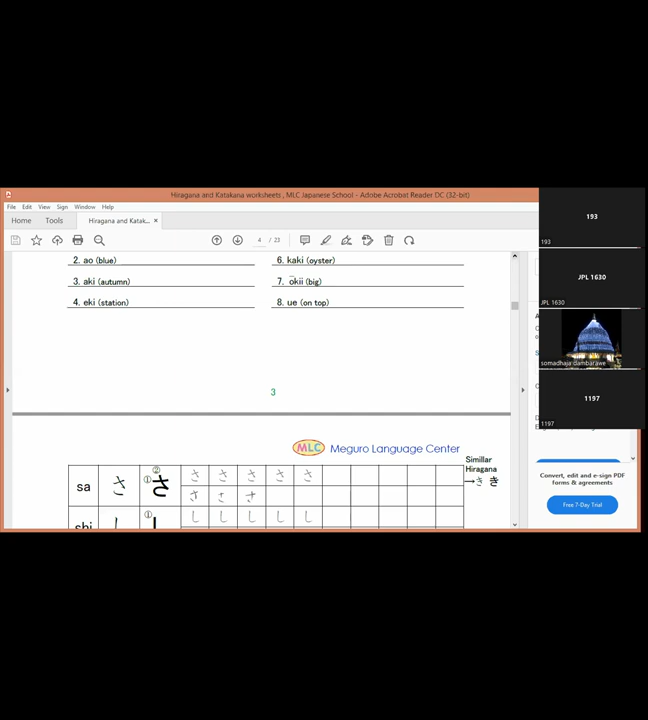 Hiragana and Katakana worksheets , MLC Japanese School - Adobe Acrobat Reader DC (32-bit)
File Edit View Sign Window Help
Home Tools Hiragana and Katak... ×
4 / 23
2. ao (blue)
6. kaki (oyster)
3. aki (autumn)
7. ōkii (big)
4. eki (station)
8. ue (on top)
3
MLC Meguro Language Center
Simillar
Hiragana
→き き
sa さ ① ② さ さ さ さ さ さ
さ さ さ
shi し ① し し し し し し
193
193
JPL 1630
JPL 1630
somadhaja dambarawe
1197
1197
Convert, edit and e-sign PDF
forms & agreements
Free 7-Day Trial